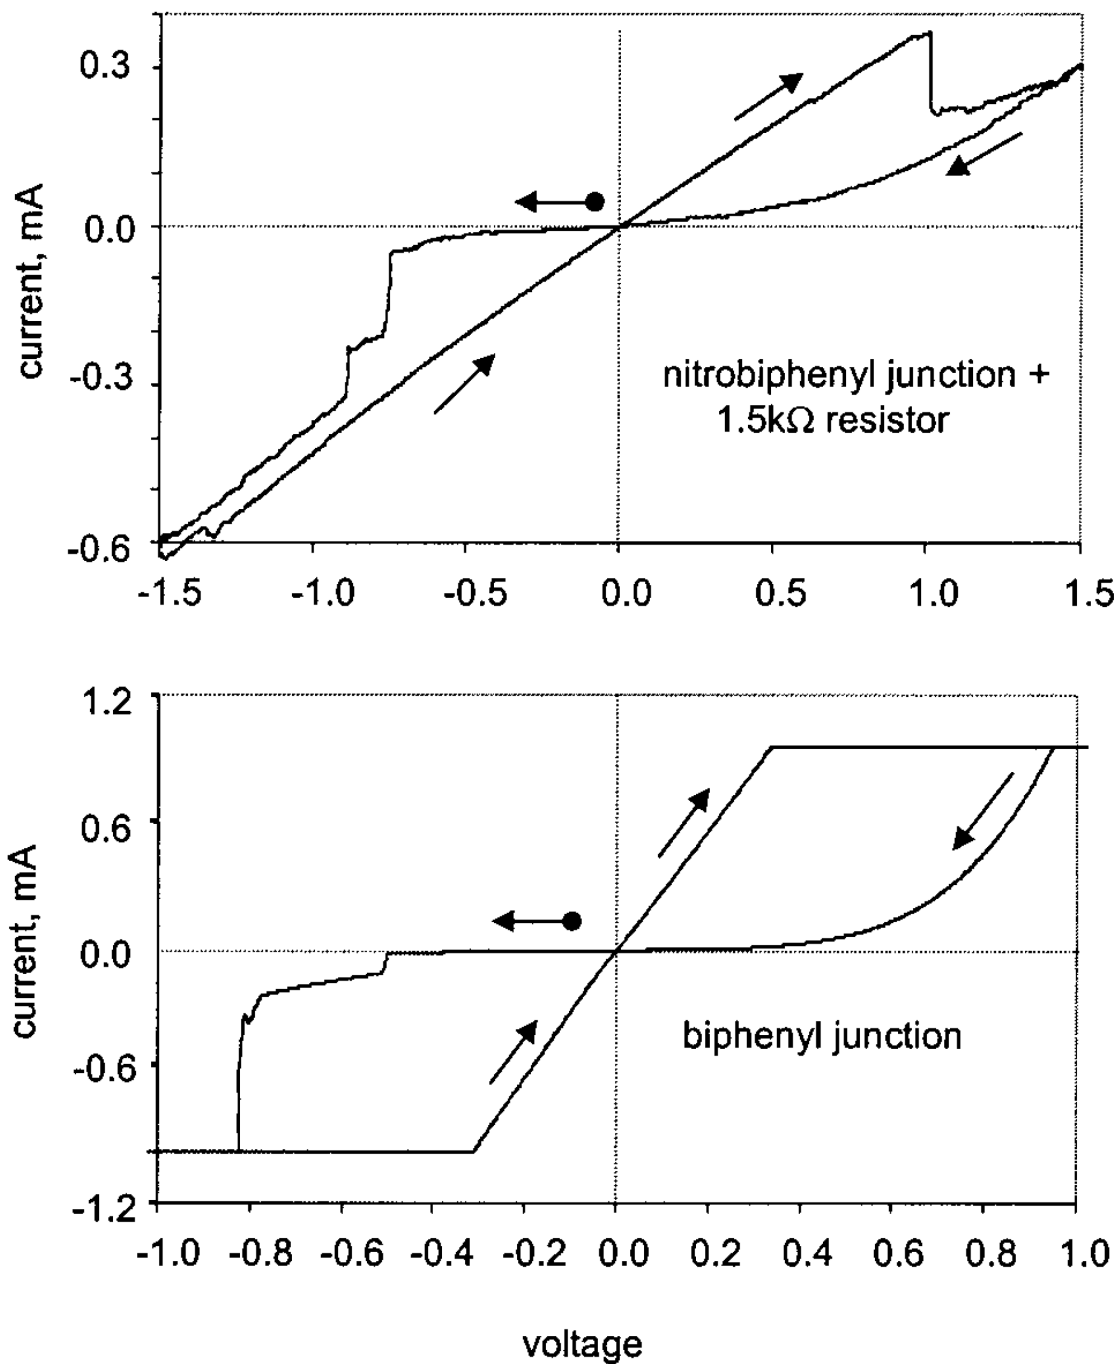 0.3
0.0
-0.3
-0.6
current, mA
nitrobiphenyl junction +
1.5kΩ resistor
-1.5 -1.0 -0.5 0.0 0.5 1.0 1.5
1.2
0.6
0.0
-0.6
-1.2
current, mA
biphenyl junction
-1.0 -0.8 -0.6 -0.4 -0.2 0.0 0.2 0.4 0.6 0.8 1.0
voltage